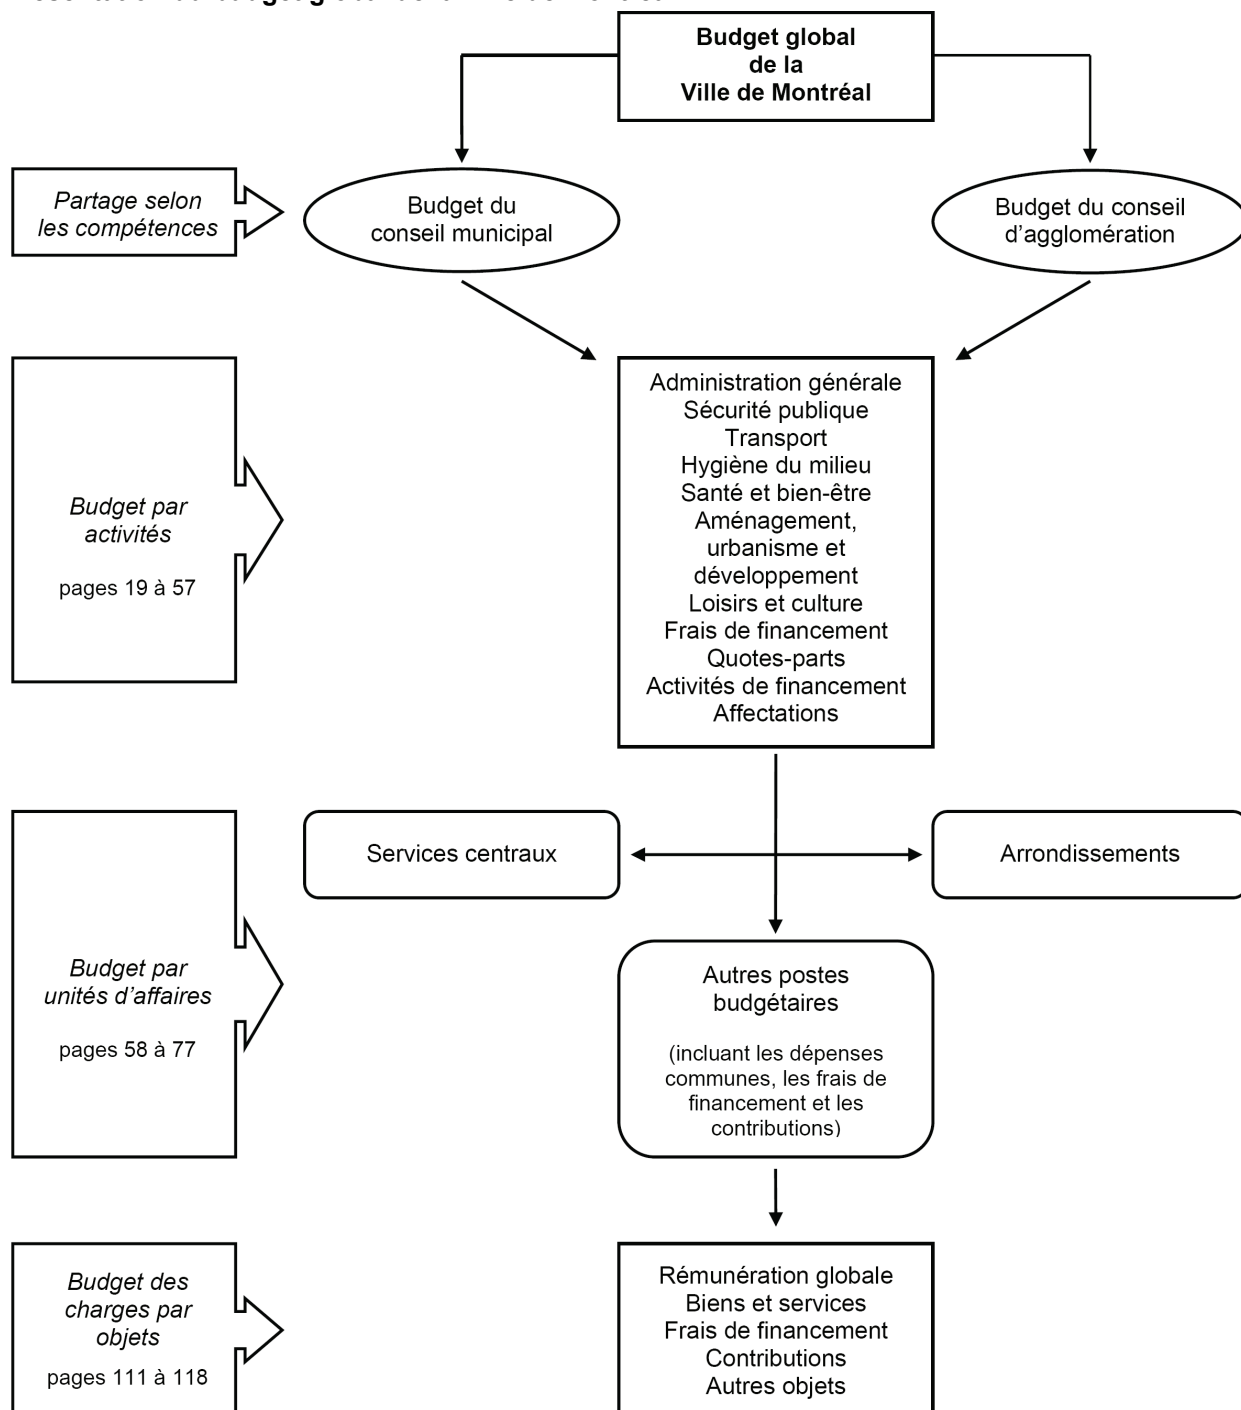 Budget global
de la
Ville de Montréal
Partage selon
les compétences
Budget du
conseil municipal
Budget du conseil
d’agglomération
Budget par
activités
pages 19 à 57
Administration générale
Sécurité publique
Transport
Hygiène du milieu
Santé et bien-être
Aménagement,
urbanisme et
développement
Loisirs et culture
Frais de financement
Quotes-parts
Activités de financement
Affectations
Services centraux
Arrondissements
Budget par
unités d’affaires
pages 58 à 77
Autres postes
budgétaires
(incluant les dépenses
communes, les frais de
financement et les
contributions)
Budget des
charges par
objets
pages 111 à 118
Rémunération globale
Biens et services
Frais de financement
Contributions
Autres objets